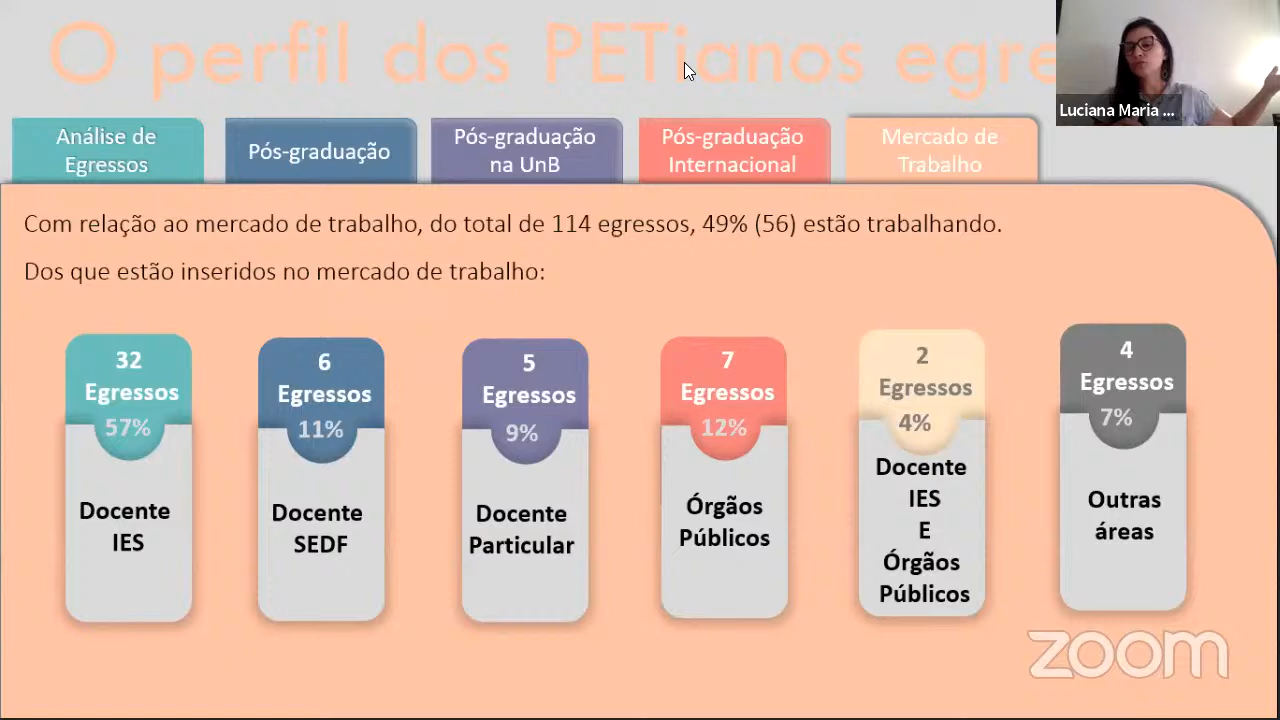 O perfil dos PETianos egre
Luciana Maria ...
Análise de
Egressos
Pós-graduação
Pós-graduação
na UnB
Pós-graduação
Internacional
Mercado de
Trabalho
Com relação ao mercado de trabalho, do total de 114 egressos, 49% (56) estão trabalhando.
Dos que estão inseridos no mercado de trabalho:
32
Egressos
57%
Docente
IES
6
Egressos
11%
Docente
SEDF
5
Egressos
9%
Docente
Particular
7
Egressos
12%
Órgãos
Públicos
2
Egressos
4%
Docente
IES
E
Órgãos
Públicos
4
Egressos
7%
Outras
áreas
zoom